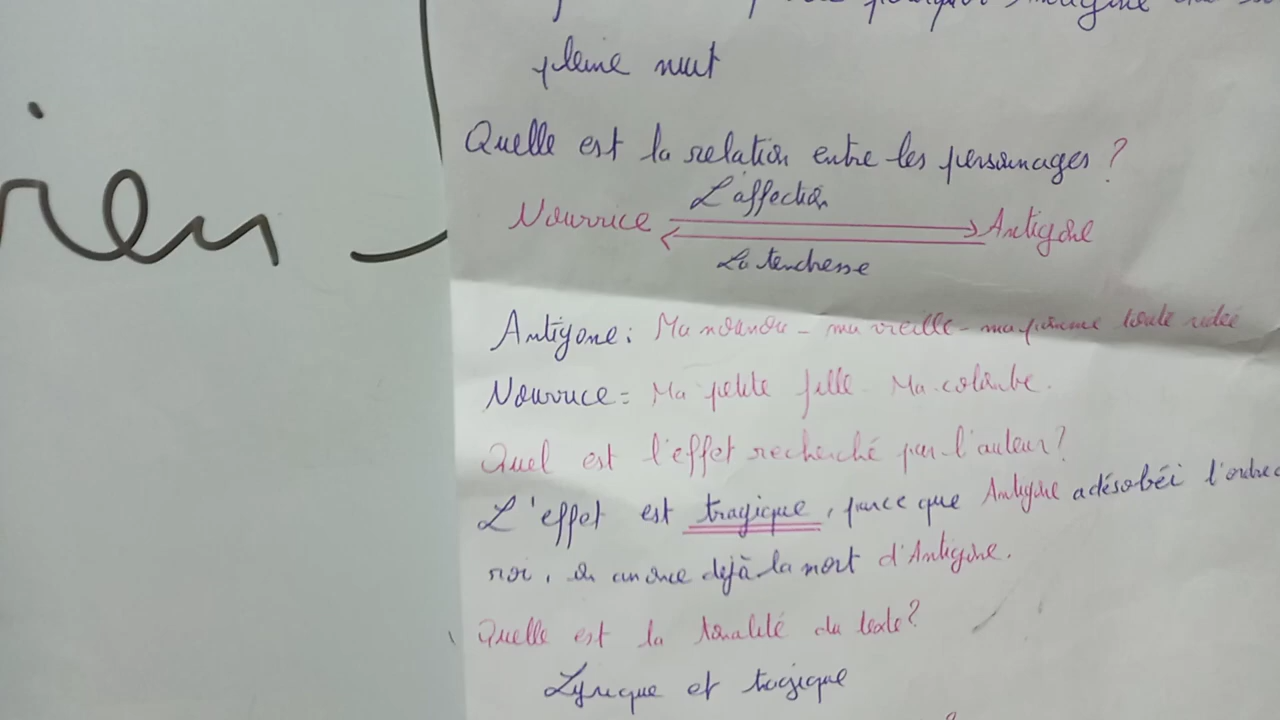 pleine nuit
Quelle est la relation entre les personnages ?
L'affection
Nourrice Antigone
La tendresse
Antigone : Ma nounou - ma vieille - ma pomme toute ridée
Nourrice = Ma petite fille - Ma colombe.
Quel est l'effet recherché par l'auteur ?
L'effet est tragique, parce que Antigone a désobéi l'ordre
roi, on anonce dejà la mort d'Antigone.
Quelle est la tonalité du texte ?
Lyrique et tragique